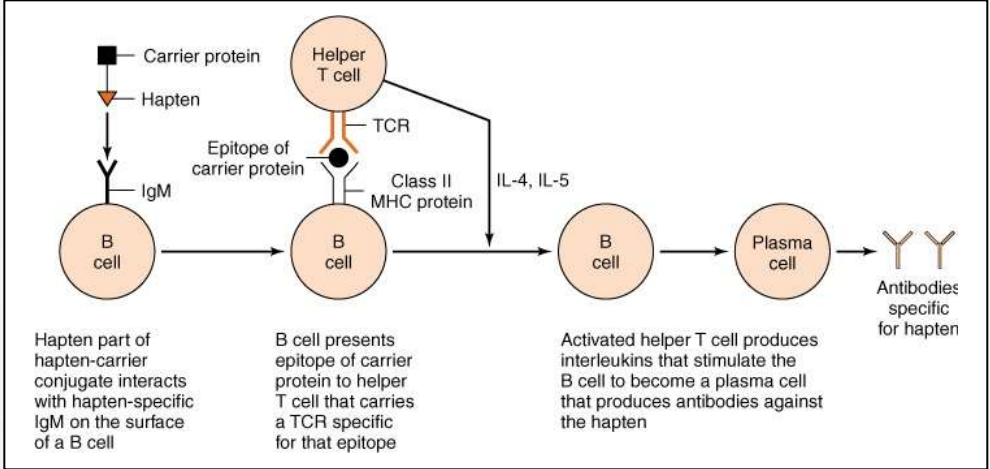 Carrier protein
Hapten
IgM
B
cell
Helper
T cell
TCR
Epitope of
carrier protein
Class II
MHC protein
B
cell
IL-4, IL-5
B
cell
Plasma
cell
Antibodies
specific
for hapten
Hapten part of
hapten-carrier
conjugate interacts
with hapten-specific
IgM on the surface
of a B cell
B cell presents
epitope of carrier
protein to helper
T cell that carries
a TCR specific
for that epitope
Activated helper T cell produces
interleukins that stimulate the
B cell to become a plasma cell
that produces antibodies against
the hapten